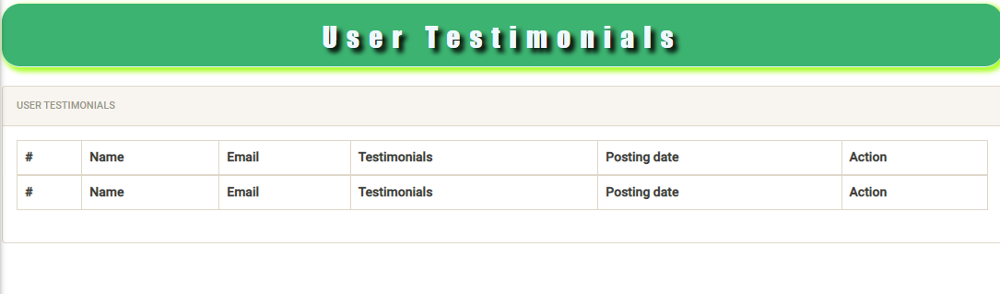 User Testimonials
USER TESTIMONIALS
# Name Email Testimonials Posting date Action
# Name Email Testimonials Posting date Action